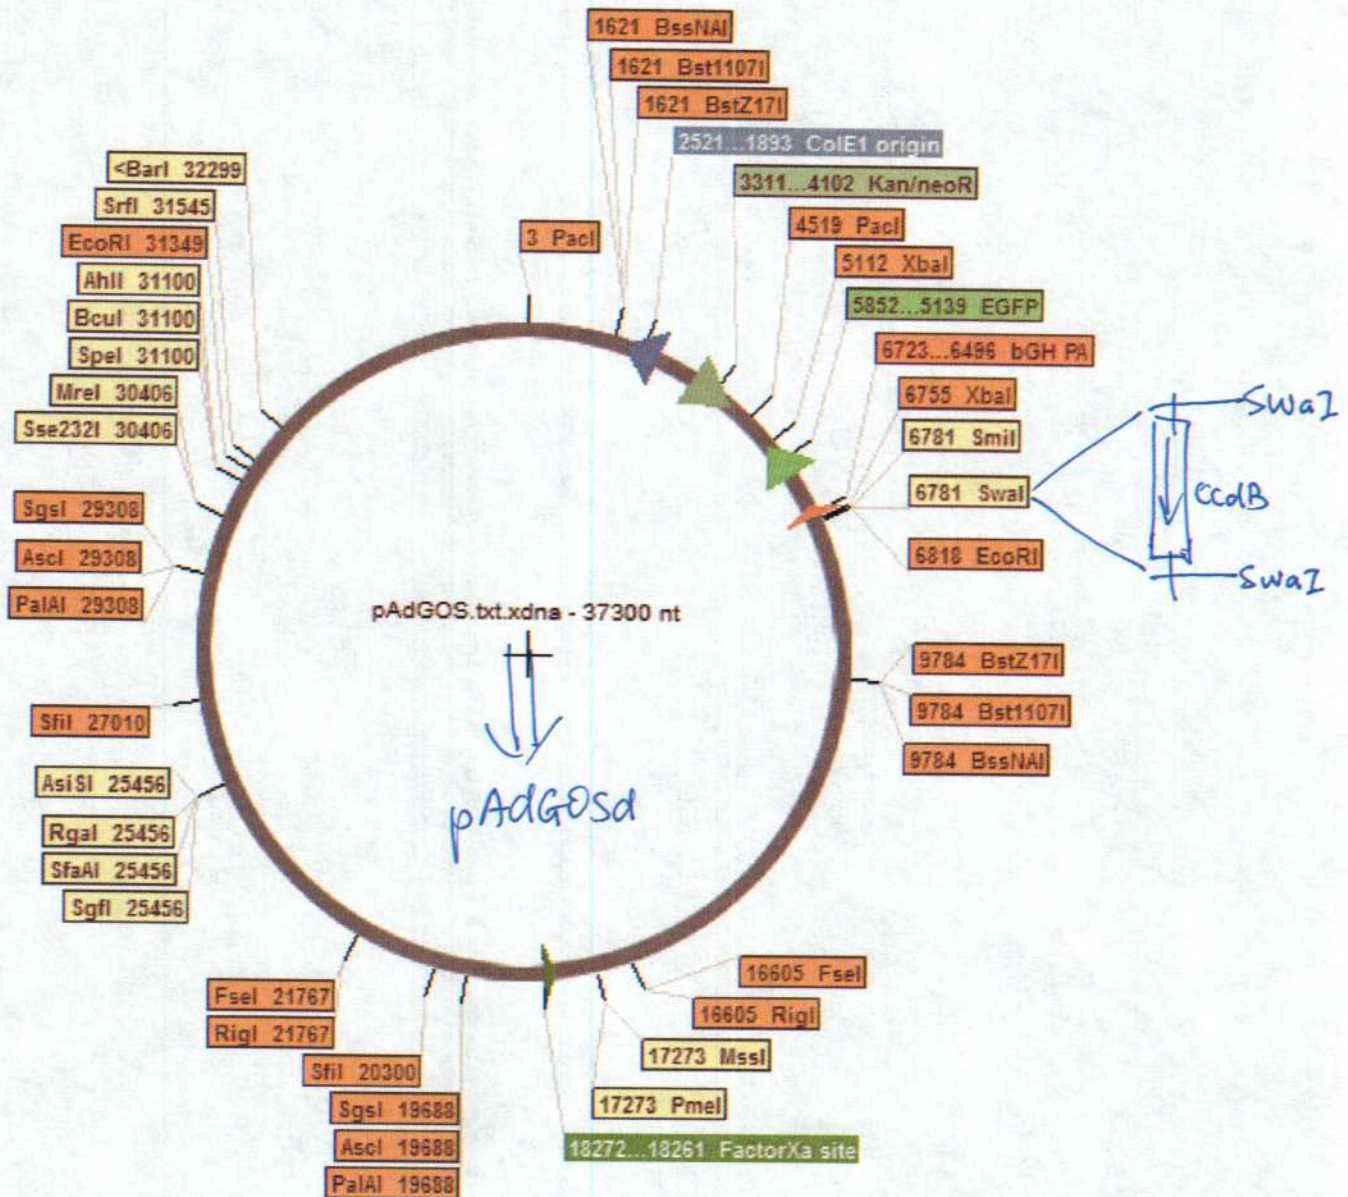 1621 BssNAI
1621 Bst1107I
1621 BstZ17I
2521...1893 ColE1 origin
3311...4102 Kan/neoR
3 PacI
4519 PacI
5112 XbaI
5852...5139 EGFP
6723...6496 bGH PA
6755 XbaI
6781 SmiI
6781 SwaI
6818 EcoRI
SwaI
ccdB
SwaI
9784 BstZ17I
9784 Bst1107I
9784 BssNAI
<BarI 32299
SrfI 31545
EcoRI 31349
AhlI 31100
BcuI 31100
SpeI 31100
MreI 30406
Sse232I 30406
SgsI 29308
AscI 29308
PalAI 29308
pAdGOS.txt.xdna - 37300 nt
pAdGOSd
SfiI 27010
AsiSI 25456
RgaI 25456
SfaAI 25456
SgfI 25456
FseI 21767
RigI 21767
SfiI 20300
SgsI 19688
AscI 19688
PalAI 19688
16605 FseI
16605 RigI
17273 MssI
17273 PmeI
18272...18261 FactorXa site